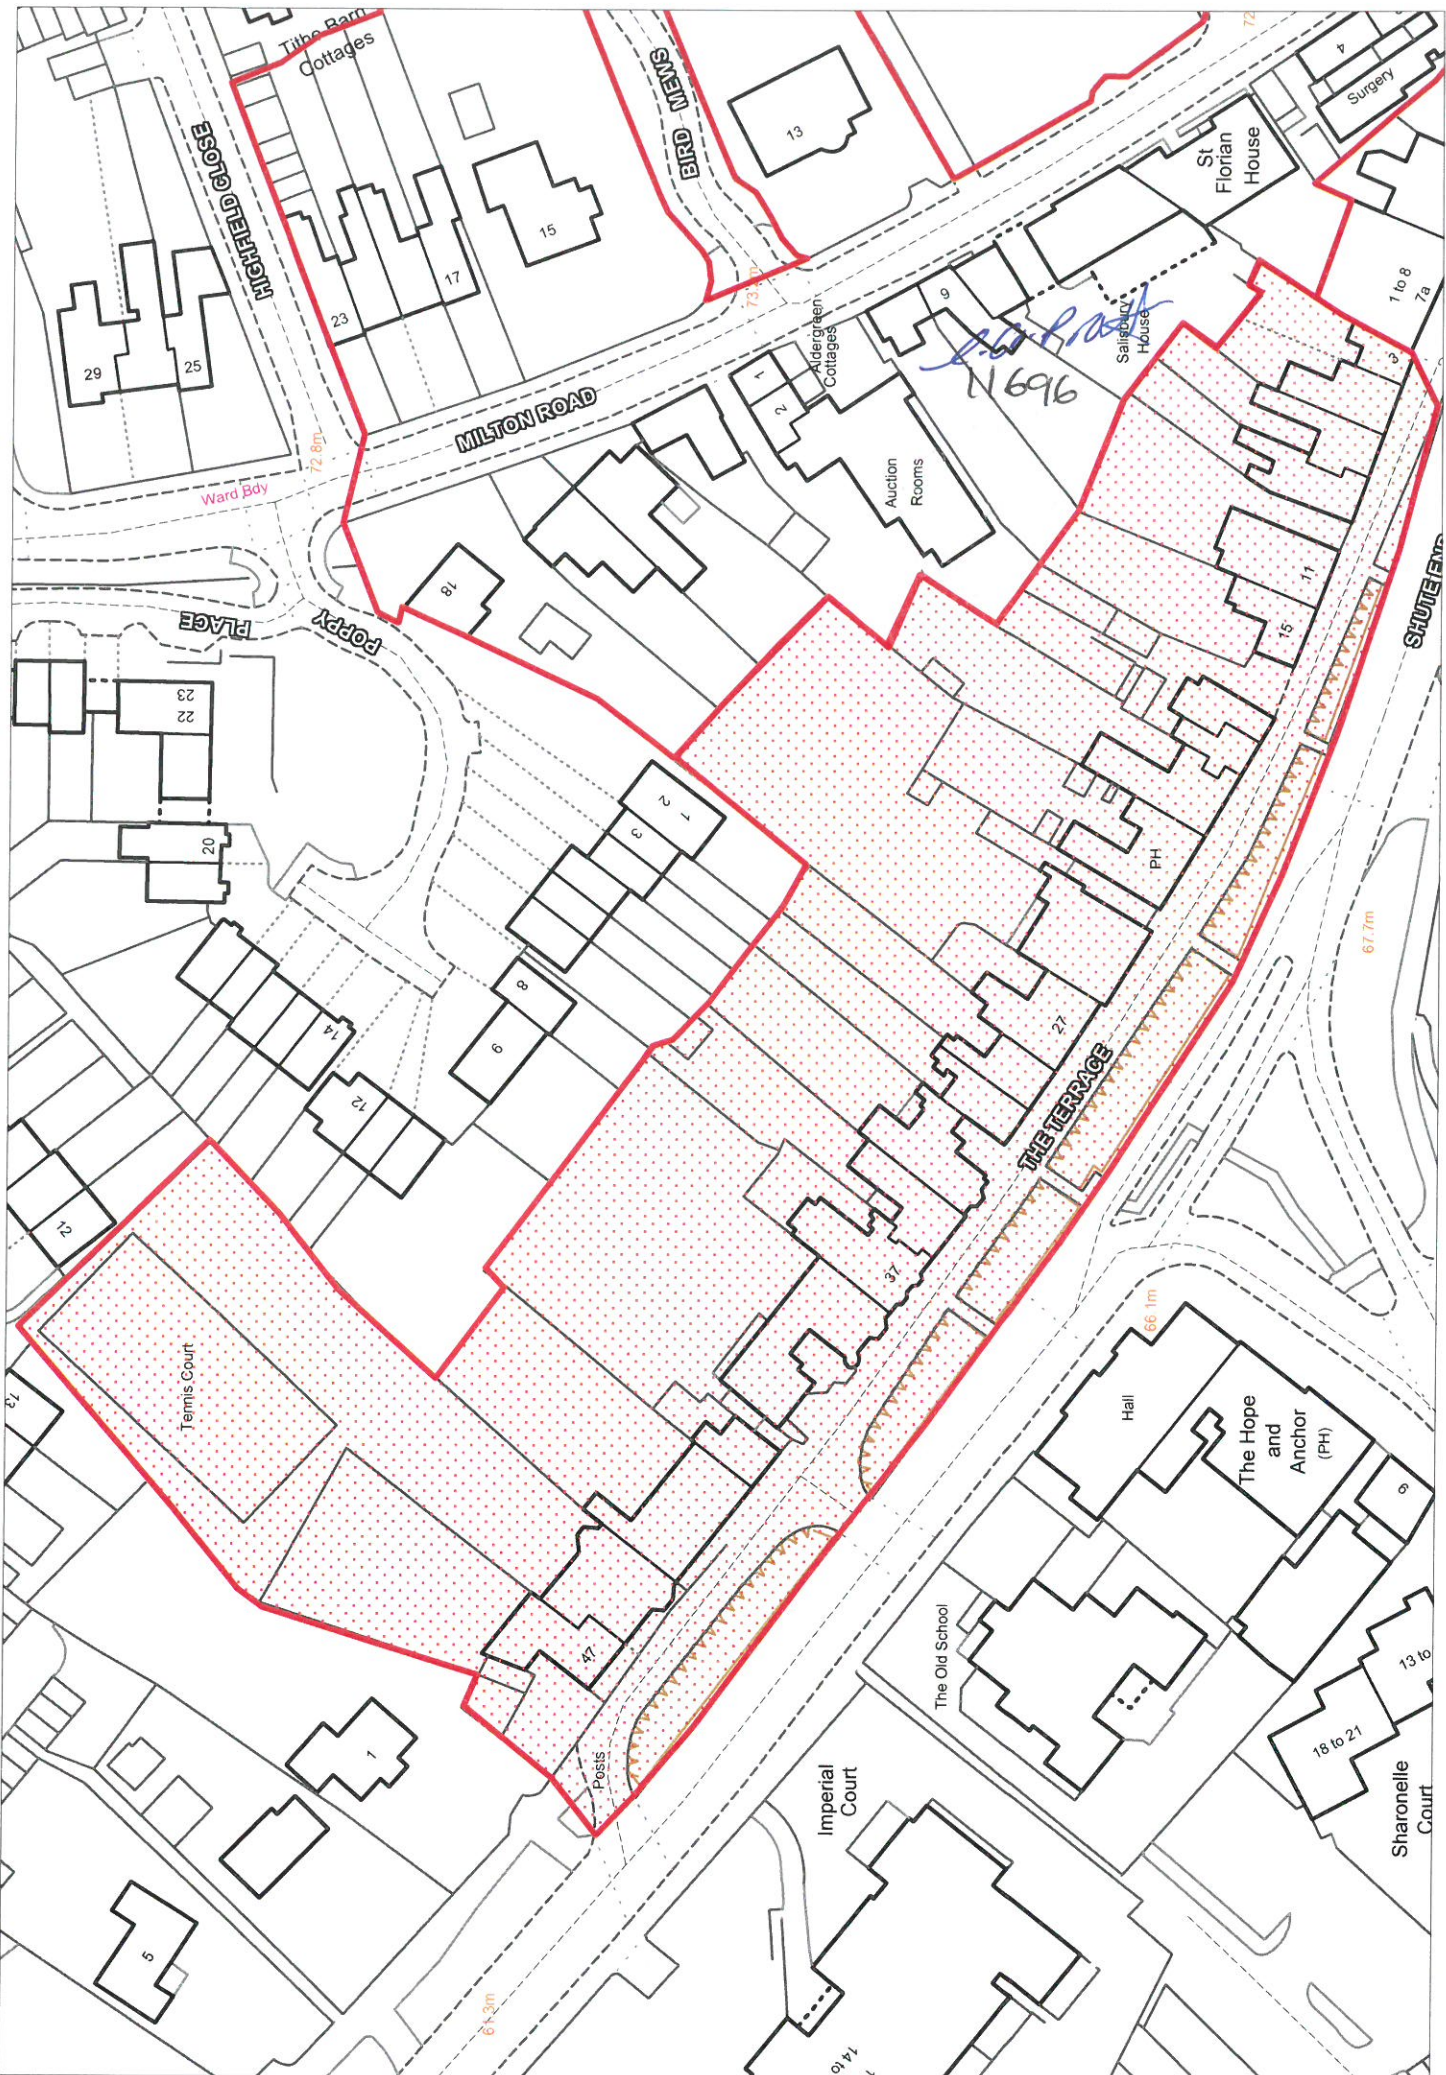 Tithe Barn
Cottages
72
BIRD MEWS
13
4
Surgery
HIGHFIELD CLOSE
St
Florian
House
15
17
23
29
25
73.
9
1 to 8
7a
Aldergreen
Cottages
Salisbury
House
N696
3
1
2
MILTON ROAD
72.8m
Ward Bdy
Auction
Rooms
18
11
15
SHUTE END
POPPY
PLACE
23
22
20
2
1
3
PH
67.7m
8
9
14
12
27
THE TERRACE
12
37
66.1m
Tennis Court
13
Hall
The Hope
and
Anchor
(PH)
6
47
The Old School
13 to
18 to 21
1
Posts
Imperial
Court
Sharonelle
Court
5
61.3m
14 to